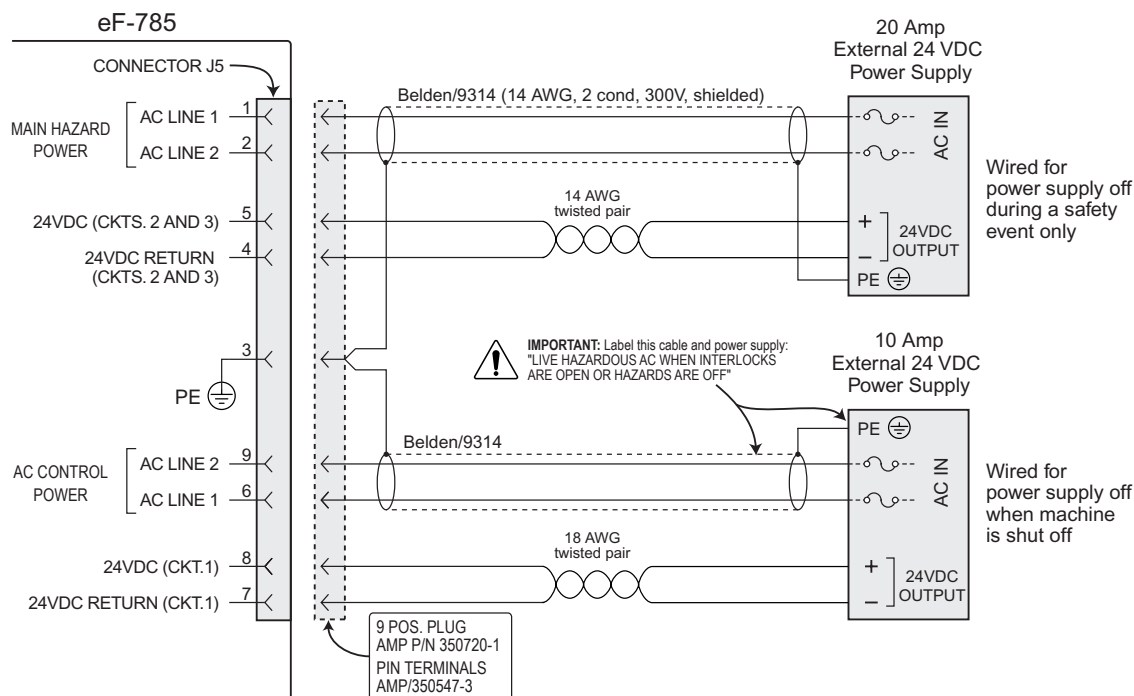 eF-785
CONNECTOR J5
MAIN HAZARD
POWER
AC LINE 1
1
AC LINE 2
2
24VDC (CKTS. 2 AND 3)
5
24VDC RETURN
(CKTS. 2 AND 3)
4
3
PE
AC CONTROL
POWER
AC LINE 2
9
AC LINE 1
6
24VDC (CKT.1)
8
24VDC RETURN (CKT.1)
7
Belden/9314 (14 AWG, 2 cond, 300V, shielded)
14 AWG
twisted pair
20 Amp
External 24 VDC
Power Supply
AC IN
+
–
24VDC
OUTPUT
PE
Wired for
power supply off
during a safety
event only
IMPORTANT: Label this cable and power supply:
"LIVE HAZARDOUS AC WHEN INTERLOCKS
ARE OPEN OR HAZARDS ARE OFF"
Belden/9314
18 AWG
twisted pair
10 Amp
External 24 VDC
Power Supply
PE
AC IN
+
–
24VDC
OUTPUT
Wired for
power supply off
when machine
is shut off
9 POS. PLUG
AMP P/N 350720-1
PIN TERMINALS
AMP/350547-3